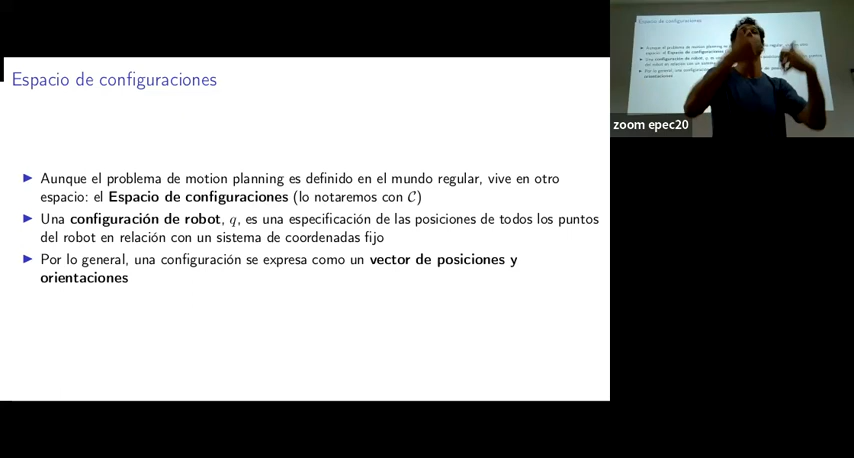 Espacio de configuraciones
▶ Aunque el problema de motion planning es definido en el mundo regular, vive en otro
espacio: el Espacio de configuraciones (lo notaremos con 𝒞)
▶ Una configuración de robot, q, es una especificación de las posiciones de todos los puntos
del robot en relación con un sistema de coordenadas fijo
▶ Por lo general, una configuración se expresa como un vector de posiciones y
orientaciones
Espacio de configuraciones
zoom epec20